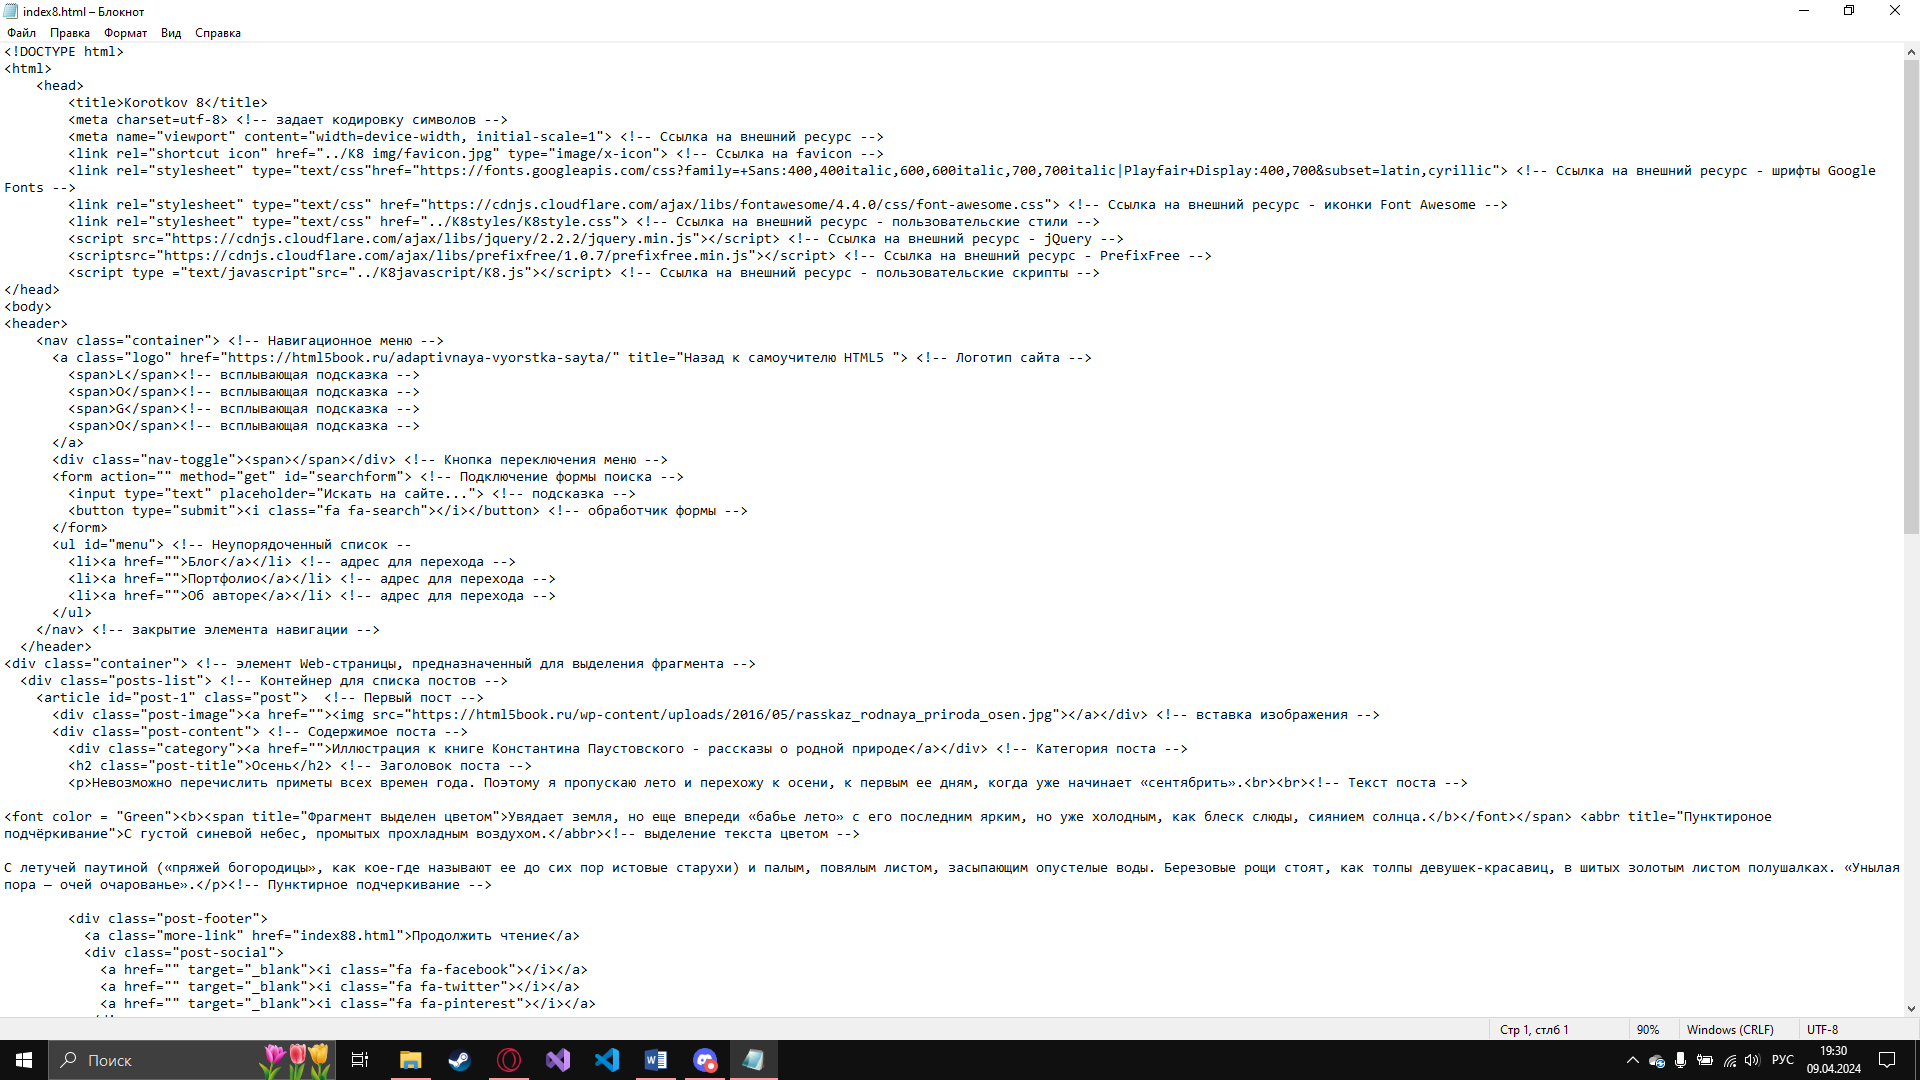 index8.html – Блокнот
Файл Правка Формат Вид Справка
<!DOCTYPE html>
<html>
    <head>
        <title>Korotkov 8</title>
        <meta charset=utf-8> <!-- задает кодировку символов -->
        <meta name="viewport" content="width=device-width, initial-scale=1"> <!-- Ссылка на внешний ресурс -->
        <link rel="shortcut icon" href="../K8 img/favicon.jpg" type="image/x-icon"> <!-- Ссылка на favicon -->
        <link rel="stylesheet" type="text/css"href="https://fonts.googleapis.com/css?family=+Sans:400,400italic,600,600italic,700,700italic|Playfair+Display:400,700&subset=latin,cyrillic"> <!-- Ссылка на внешний ресурс - шрифты Google
Fonts -->
        <link rel="stylesheet" type="text/css" href="https://cdnjs.cloudflare.com/ajax/libs/fontawesome/4.4.0/css/font-awesome.css"> <!-- Ссылка на внешний ресурс - иконки Font Awesome -->
        <link rel="stylesheet" type="text/css" href="../K8styles/K8style.css"> <!-- Ссылка на внешний ресурс - пользовательские стили -->
        <script src="https://cdnjs.cloudflare.com/ajax/libs/jquery/2.2.2/jquery.min.js"></script> <!-- Ссылка на внешний ресурс - jQuery -->
        <scriptsrc="https://cdnjs.cloudflare.com/ajax/libs/prefixfree/1.0.7/prefixfree.min.js"></script> <!-- Ссылка на внешний ресурс - PrefixFree -->
        <script type ="text/javascript"src="../K8javascript/K8.js"></script> <!-- Ссылка на внешний ресурс - пользовательские скрипты -->
</head>
<body>
<header>
    <nav class="container"> <!-- Навигационное меню -->
      <a class="logo" href="https://html5book.ru/adaptivnaya-vyorstka-sayta/" title="Назад к самоучителю HTML5 "> <!-- Логотип сайта -->
        <span>L</span><!-- всплывающая подсказка -->
        <span>O</span><!-- всплывающая подсказка -->
        <span>G</span><!-- всплывающая подсказка -->
        <span>O</span><!-- всплывающая подсказка -->
      </a>
      <div class="nav-toggle"><span></span></div> <!-- Кнопка переключения меню -->
      <form action="" method="get" id="searchform"> <!-- Подключение формы поиска -->
        <input type="text" placeholder="Искать на сайте..."> <!-- подсказка -->
        <button type="submit"><i class="fa fa-search"></i></button> <!-- обработчик формы -->
      </form>
      <ul id="menu"> <!-- Неупорядоченный список --
        <li><a href="">Блог</a></li> <!-- адрес для перехода -->
        <li><a href="">Портфолио</a></li> <!-- адрес для перехода -->
        <li><a href="">Об авторе</a></li> <!-- адрес для перехода -->
      </ul>
    </nav> <!-- закрытие элемента навигации -->
  </header>
<div class="container"> <!-- элемент Web-страницы, предназначенный для выделения фрагмента -->
  <div class="posts-list"> <!-- Контейнер для списка постов -->
    <article id="post-1" class="post">  <!-- Первый пост -->
      <div class="post-image"><a href=""><img src="https://html5book.ru/wp-content/uploads/2016/05/rasskaz_rodnaya_priroda_osen.jpg"></a></div> <!-- вставка изображения -->
      <div class="post-content"> <!-- Содержимое поста -->
        <div class="category"><a href="">Иллюстрация к книге Константина Паустовского - рассказы о родной природе</a></div> <!-- Категория поста -->
        <h2 class="post-title">Осень</h2> <!-- Заголовок поста -->
        <p>Невозможно перечислить приметы всех времен года. Поэтому я пропускаю лето и перехожу к осени, к первым ее дням, когда уже начинает «сентябрить».<br><br><!-- Текст поста -->
<font color = "Green"><b><span title="Фрагмент выделен цветом">Увядает земля, но еще впереди «бабье лето» с его последним ярким, но уже холодным, как блеск слюды, сиянием солнца.</b></font></span> <abbr title="Пунктироное
подчёркивание">С густой синевой небес, промытых прохладным воздухом.</abbr><!-- выделение текста цветом -->
С летучей паутиной («пряжей богородицы», как кое-где называют ее до сих пор истовые старухи) и палым, повялым листом, засыпающим опустелые воды. Березовые рощи стоят, как толпы девушек-красавиц, в шитых золотым листом полушалках. «Унылая
пора – очей очарованье».</p><!-- Пунктирное подчеркивание -->
        <div class="post-footer">
          <a class="more-link" href="index88.html">Продолжить чтение</a>
          <div class="post-social">
            <a href="" target="_blank"><i class="fa fa-facebook"></i></a>
            <a href="" target="_blank"><i class="fa fa-twitter"></i></a>
            <a href="" target="_blank"><i class="fa fa-pinterest"></i></a>
Стр 1, стлб 1 90% Windows (CRLF) UTF-8
Поиск РУС 19:30
09.04.2024